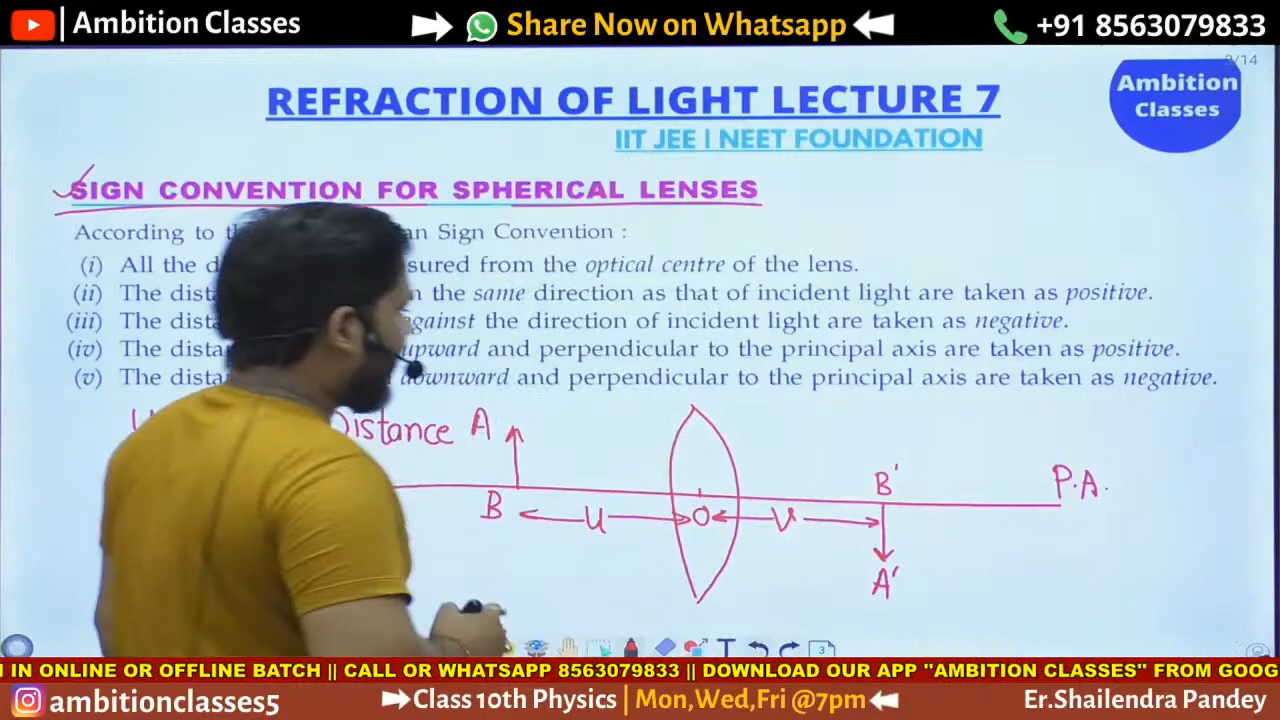 Ambition Classes
Share Now on Whatsapp
+91 8563079833
/14
REFRACTION OF LIGHT LECTURE 7
Ambition
Classes
IIT JEE | NEET FOUNDATION
SIGN CONVENTION FOR SPHERICAL LENSES
According to an Sign Convention :
(i) All the sured from the optical centre of the lens.
(ii) The the same direction as that of incident light are taken as positive.
(iii) The against the direction of incident light are taken as negative.
(iv) The upward and perpendicular to the principal axis are taken as positive.
(v) The downward and perpendicular to the principal axis are taken as negative.
Distance A
B' P.A.
B u O v
A'
T 3
IN ONLINE OR OFFLINE BATCH || CALL OR WHATSAPP 8563079833 || DOWNLOAD OUR APP "AMBITION CLASSES" FROM GOOG
ambitionclasses5
Class 10th Physics | Mon,Wed,Fri @7pm
Er.Shailendra Pandey